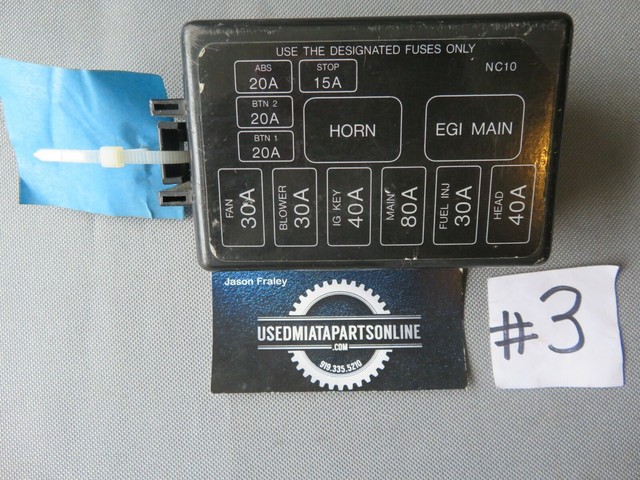 USE THE DESIGNATED FUSES ONLY
ABS
20A
STOP
15A
NC10
BTN 2
20A
BTN 1
20A
HORN
EGI MAIN
FAN
30A
BLOWER
30A
IG KEY
40A
MAIN
80A
FUEL INJ
30A
HEAD
40A
Jason Fraley
USEDMIATAPARTSONLINE
.COM
919.335.5210
#3